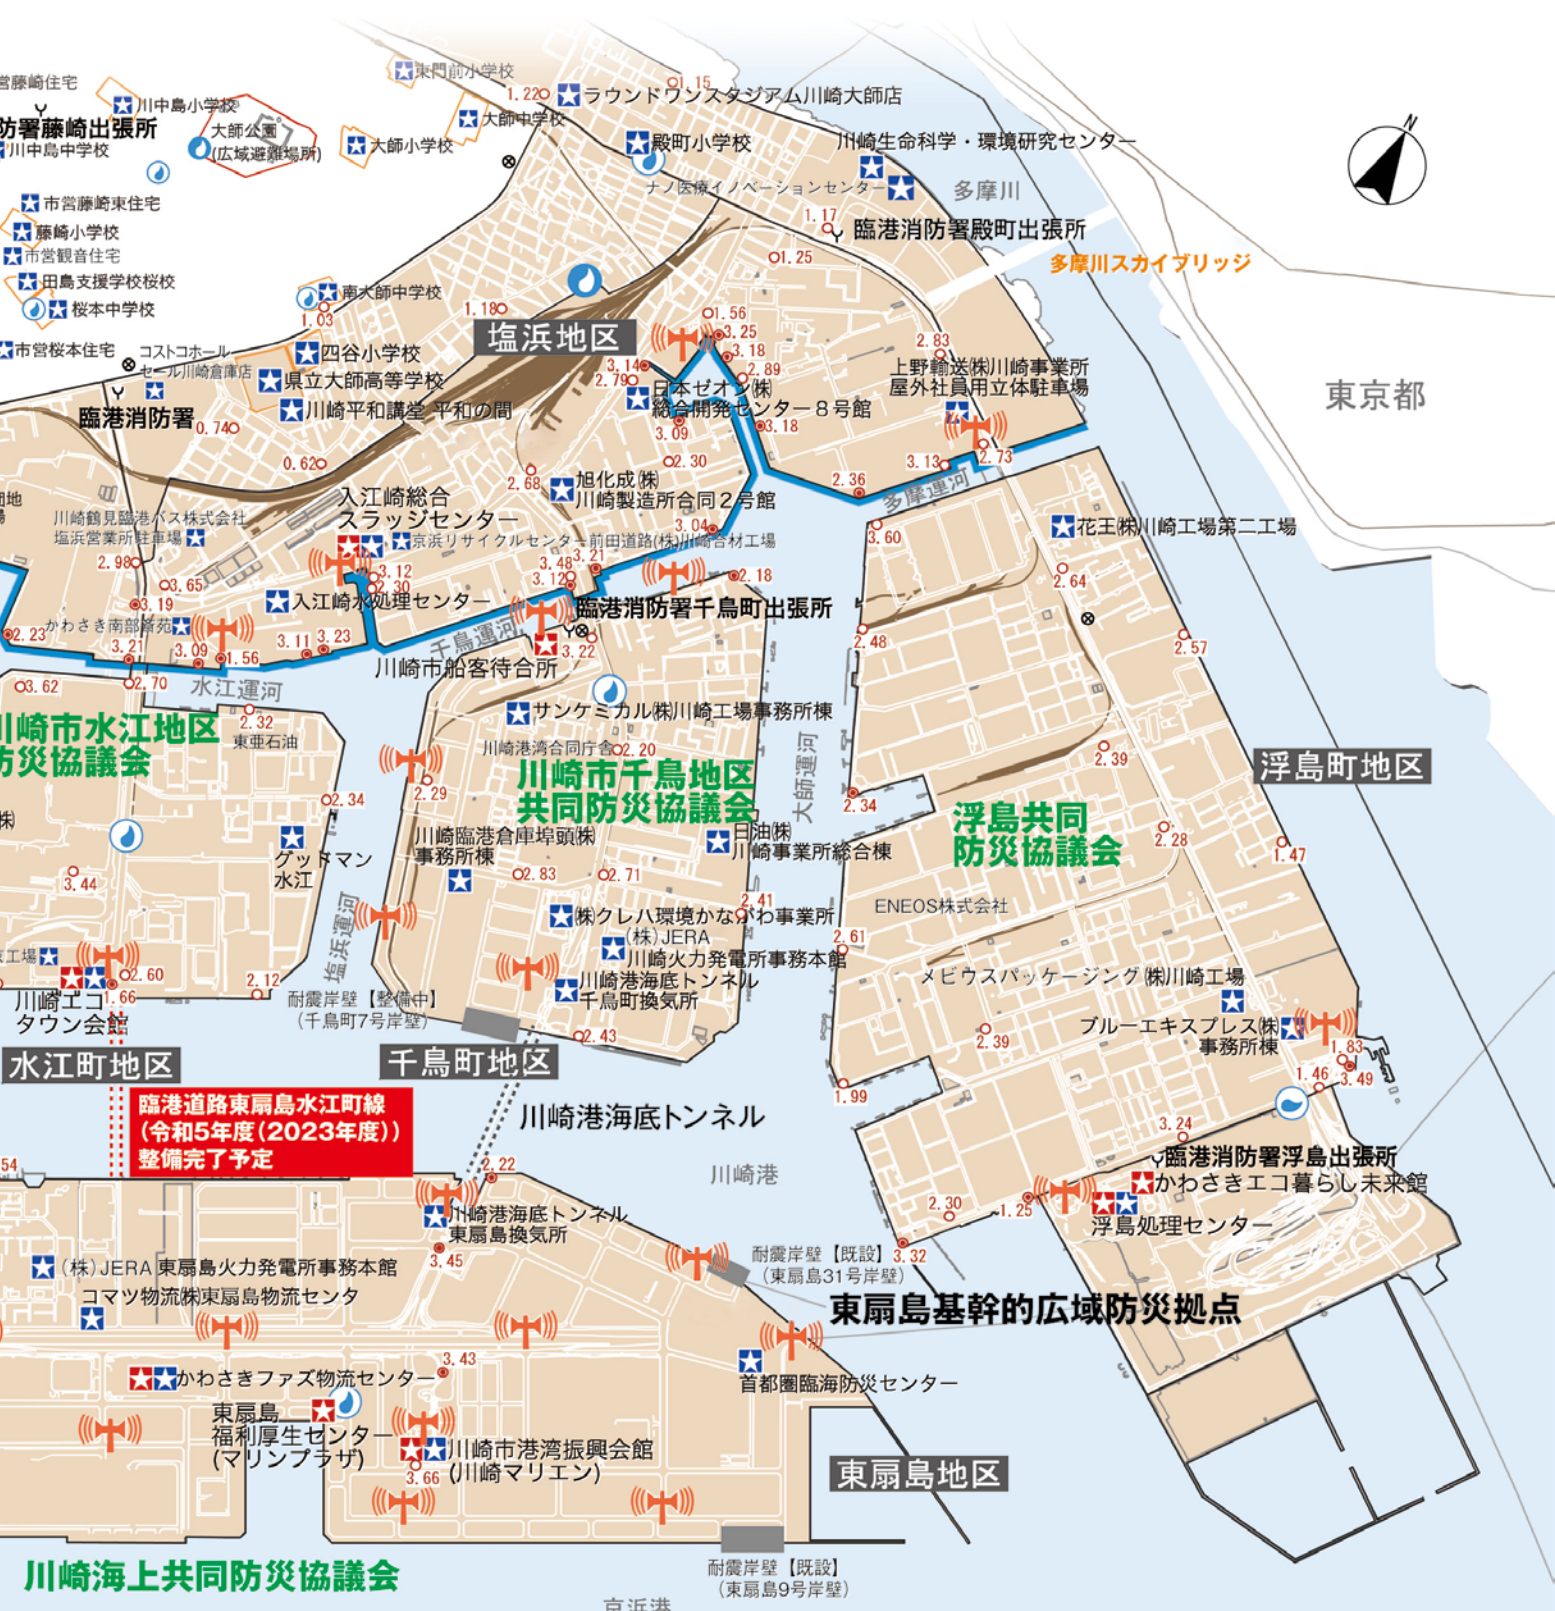 営藤崎住宅
川中島小学校
防署藤崎出張所
川中島中学校
大師公園
(広域避難場所)
東門前小学校
大師中学校
大師小学校
1.22
1.15
ラウンドワンスタジアム川崎大師店
殿町小学校
川崎生命科学・環境研究センター
ナノ医療イノベーションセンター
多摩川
N
1.17
臨港消防署殿町出張所
1.25
多摩川スカイブリッジ
東京都
市営藤崎東住宅
藤崎小学校
市営観音住宅
田島支援学校桜校
桜本中学校
市営桜本住宅
南大師中学校
1.03
1.18
塩浜地区
コストコホール
セール川崎倉庫店
四谷小学校
県立大師高等学校
川崎平和講堂 平和の間
臨港消防署
0.74
0.62
1.56
3.25
3.18
2.89
3.14
2.79
日本ゼオン㈱
総合開発センター8号館
3.09
3.18
2.30
2.83
上野輸送㈱川崎事業所
屋外社員用立体駐車場
3.13
2.73
2.36
多摩運河
2.68
旭化成㈱
川崎製造所合同2号館
3.04
入江崎総合
スラッジセンター
京浜リサイクルセンター
前田道路(株)川崎合材工場
川崎鶴見臨港バス株式会社
塩浜営業所駐車場
2.98
3.65
3.19
3.12
2.30
3.48
3.21
3.12
入江崎水処理センター
かわさき南部斎苑
2.23
3.21
3.09
1.56
3.11
3.23
千鳥運河
臨港消防署千鳥町出張所
2.18
3.22
川崎市船客待合所
3.60
花王㈱川崎工場第二工場
2.64
2.48
2.57
3.62
2.70
水江運河
2.32
東亜石油
川崎市水江地区
防災協議会
2.34
グッドマン
水江
3.44
塩浜運河
2.60
1.66
2.12
川崎エコ
タウン会館
水江町地区
サンケミカル㈱川崎工場事務所棟
川崎港湾合同庁舎
2.20
川崎市千鳥地区
共同防災協議会
2.29
川崎臨港倉庫埠頭㈱
事務所棟
2.83
2.71
日油㈱
川崎事業所総合棟
2.41
㈱クレハ環境かながわ事業所
(株)JERA
川崎火力発電所事務本館
川崎港海底トンネル
千鳥町換気所
2.43
耐震岸壁【整備中】
(千鳥町7号岸壁)
千鳥町地区
大師運河
2.34
2.39
浮島町地区
浮島共同
防災協議会
2.28
1.47
ENEOS株式会社
2.61
メビウスパッケージング㈱川崎工場
ブルーエキスプレス㈱
事務所棟
2.39
1.99
1.83
1.46
3.49
3.24
臨港消防署浮島出張所
かわさきエコ暮らし未来館
浮島処理センター
2.30
1.25
3.32
臨港道路東扇島水江町線
(令和5年度(2023年度))
整備完了予定
川崎港海底トンネル
川崎港
54
2.22
川崎港海底トンネル
東扇島換気所
3.45
耐震岸壁【既設】
(東扇島31号岸壁)
東扇島基幹的広域防災拠点
(株)JERA 東扇島火力発電所事務本館
コマツ物流㈱東扇島物流センタ
3.43
かわさきファズ物流センター
首都圏臨海防災センター
東扇島
福利厚生センター
(マリンプラザ)
川崎市港湾振興会館
(川崎マリエン)
3.66
東扇島地区
耐震岸壁【既設】
(東扇島9号岸壁)
川崎海上共同防災協議会
京浜港